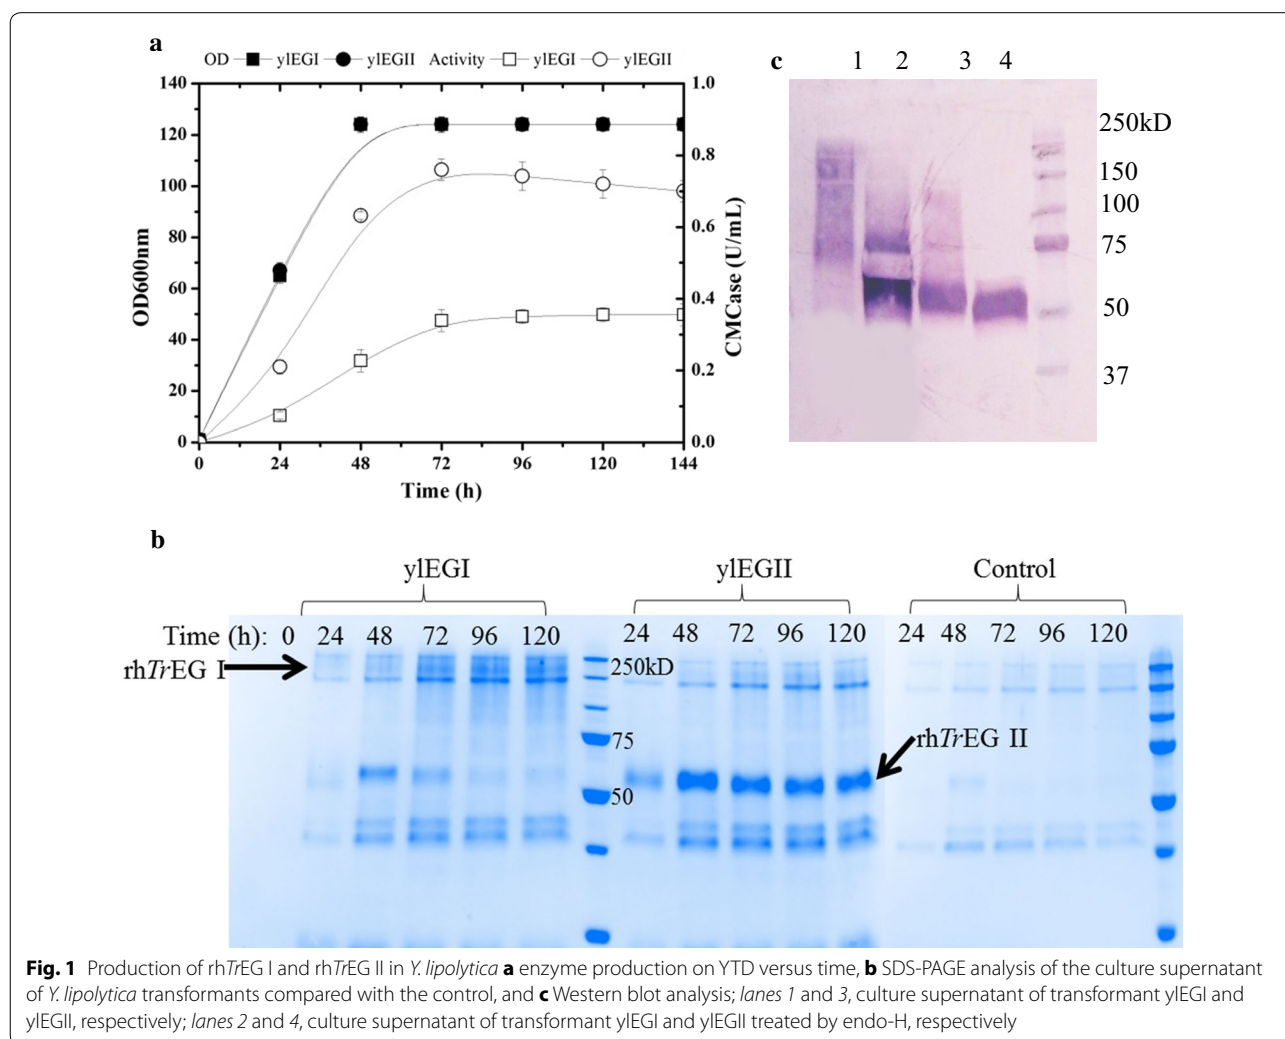 a
OD ylEGI ylEGII Activity ylEGI ylEGII
140
120
100
80
60
40
20
0
OD600nm
1.0
0.8
0.6
0.4
0.2
0.0
CMCase (U/mL)
0 24 48 72 96 120 144
Time (h)
c
1 2 3 4
250kD
150
100
75
50
37
b
ylEGI ylEGII Control
Time (h): 0 24 48 72 96 120 24 48 72 96 120 24 48 72 96 120
rhTrEG I
250kD
75
50
rhTrEG II
Fig. 1 Production of rhTrEG I and rhTrEG II in Y. lipolytica a enzyme production on YTD versus time, b SDS-PAGE analysis of the culture supernatant
of Y. lipolytica transformants compared with the control, and c Western blot analysis; lanes 1 and 3, culture supernatant of transformant ylEGI and
ylEGII, respectively; lanes 2 and 4, culture supernatant of transformant ylEGI and ylEGII treated by endo-H, respectively